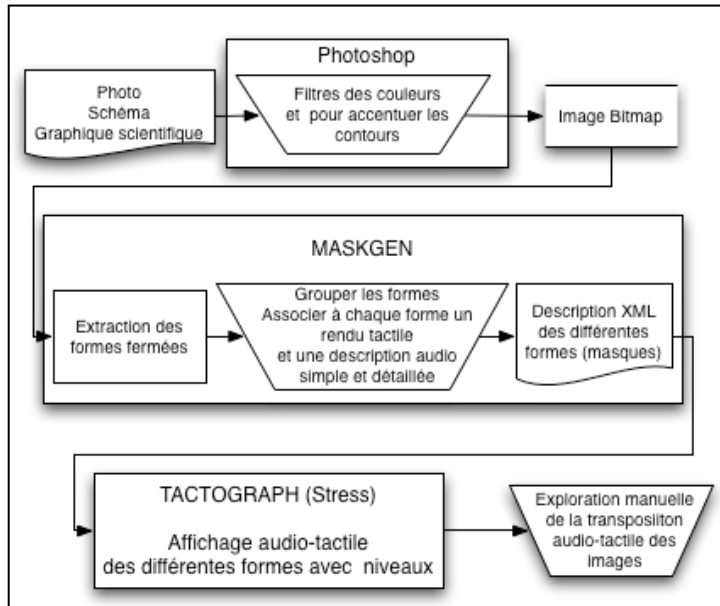 Photoshop
Photo
Schéma
Graphique scientifique
Filtres des couleurs
et pour accentuer les
contours
Image Bitmap
MASKGEN
Extraction des
formes fermées
Grouper les formes
Associer à chaque forme un
rendu tactile
et une description audio
simple et détaillée
Description XML
des différentes
formes (masques)
TACTOGRAPH (Stress)
Affichage audio-tactile
des différentes formes avec niveaux
Exploration manuelle
de la transposiiton
audio-tactile des
images